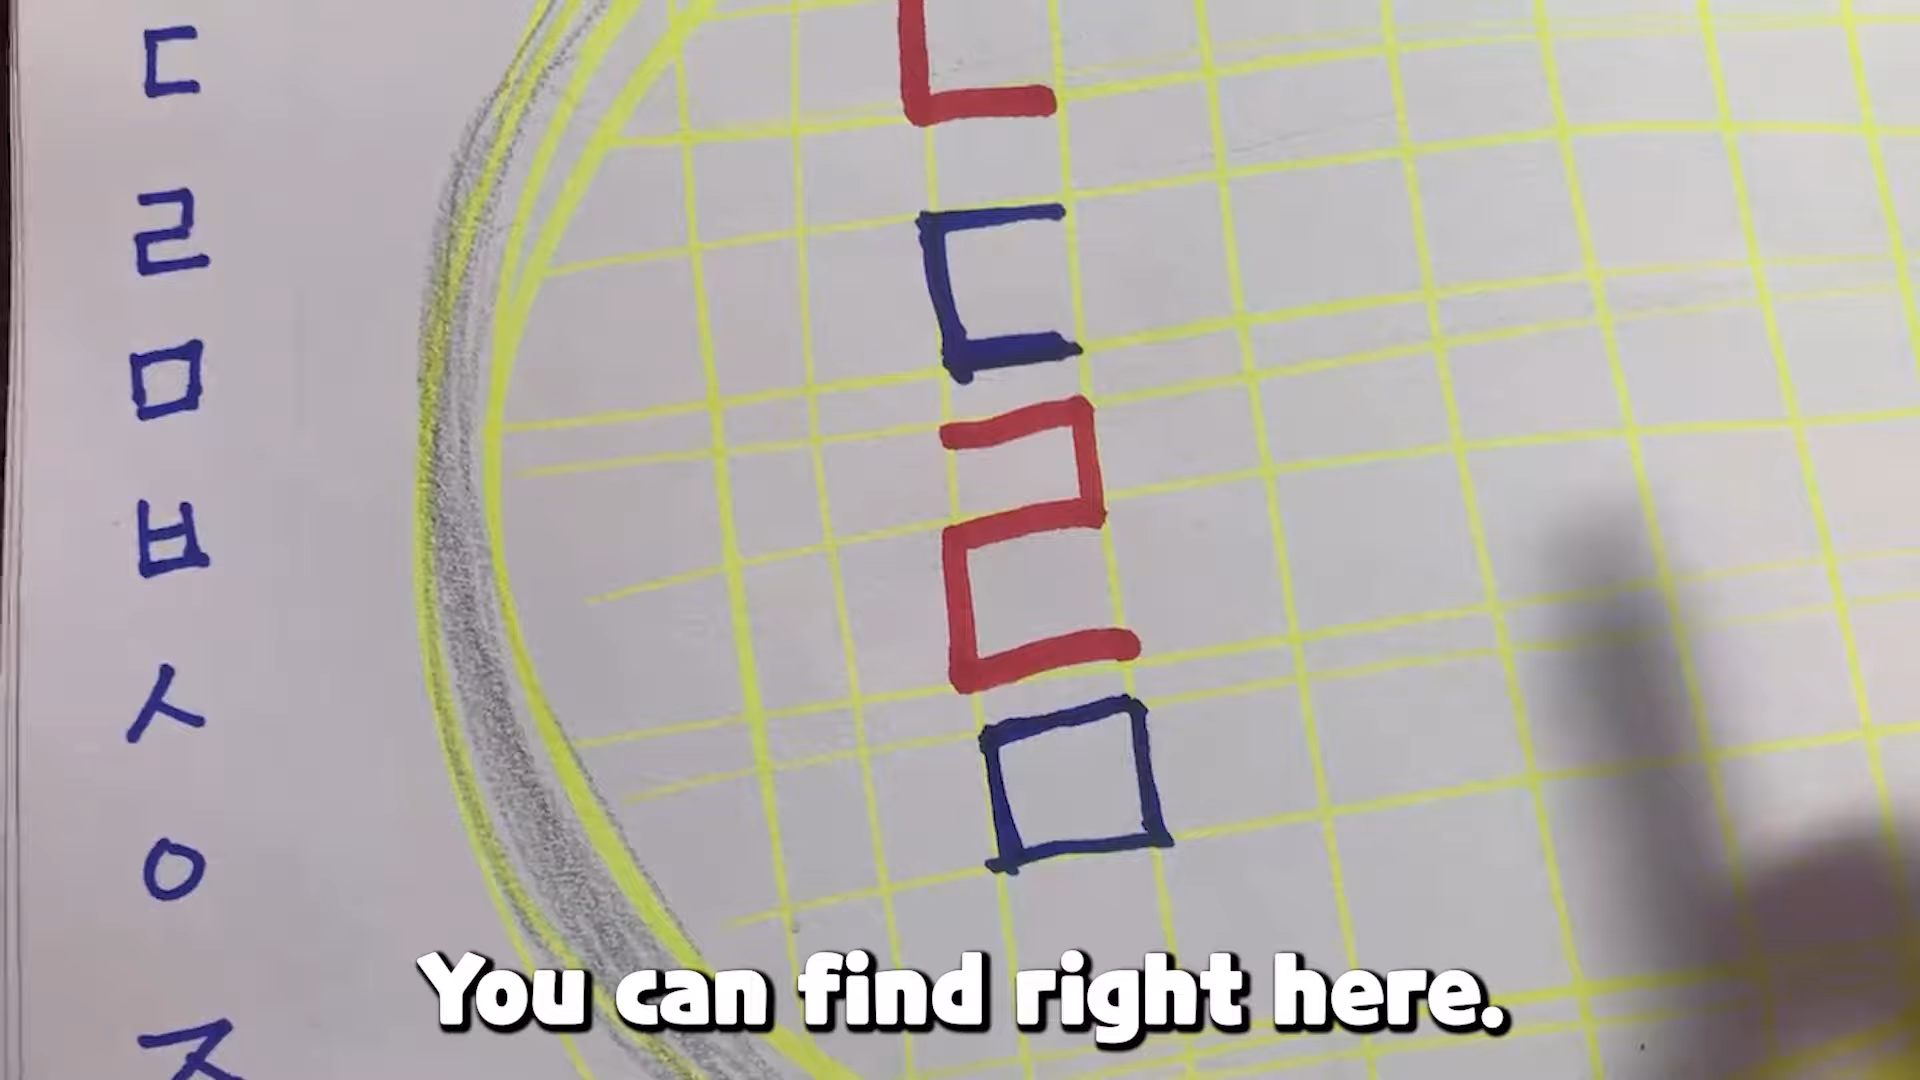 ㄷ
ㄹ
ㅁ
ㅂ
ㅅ
ㅇ
ㅈ
ㄴ
ㄷ
ㄹ
ㅁ
You can find right here.